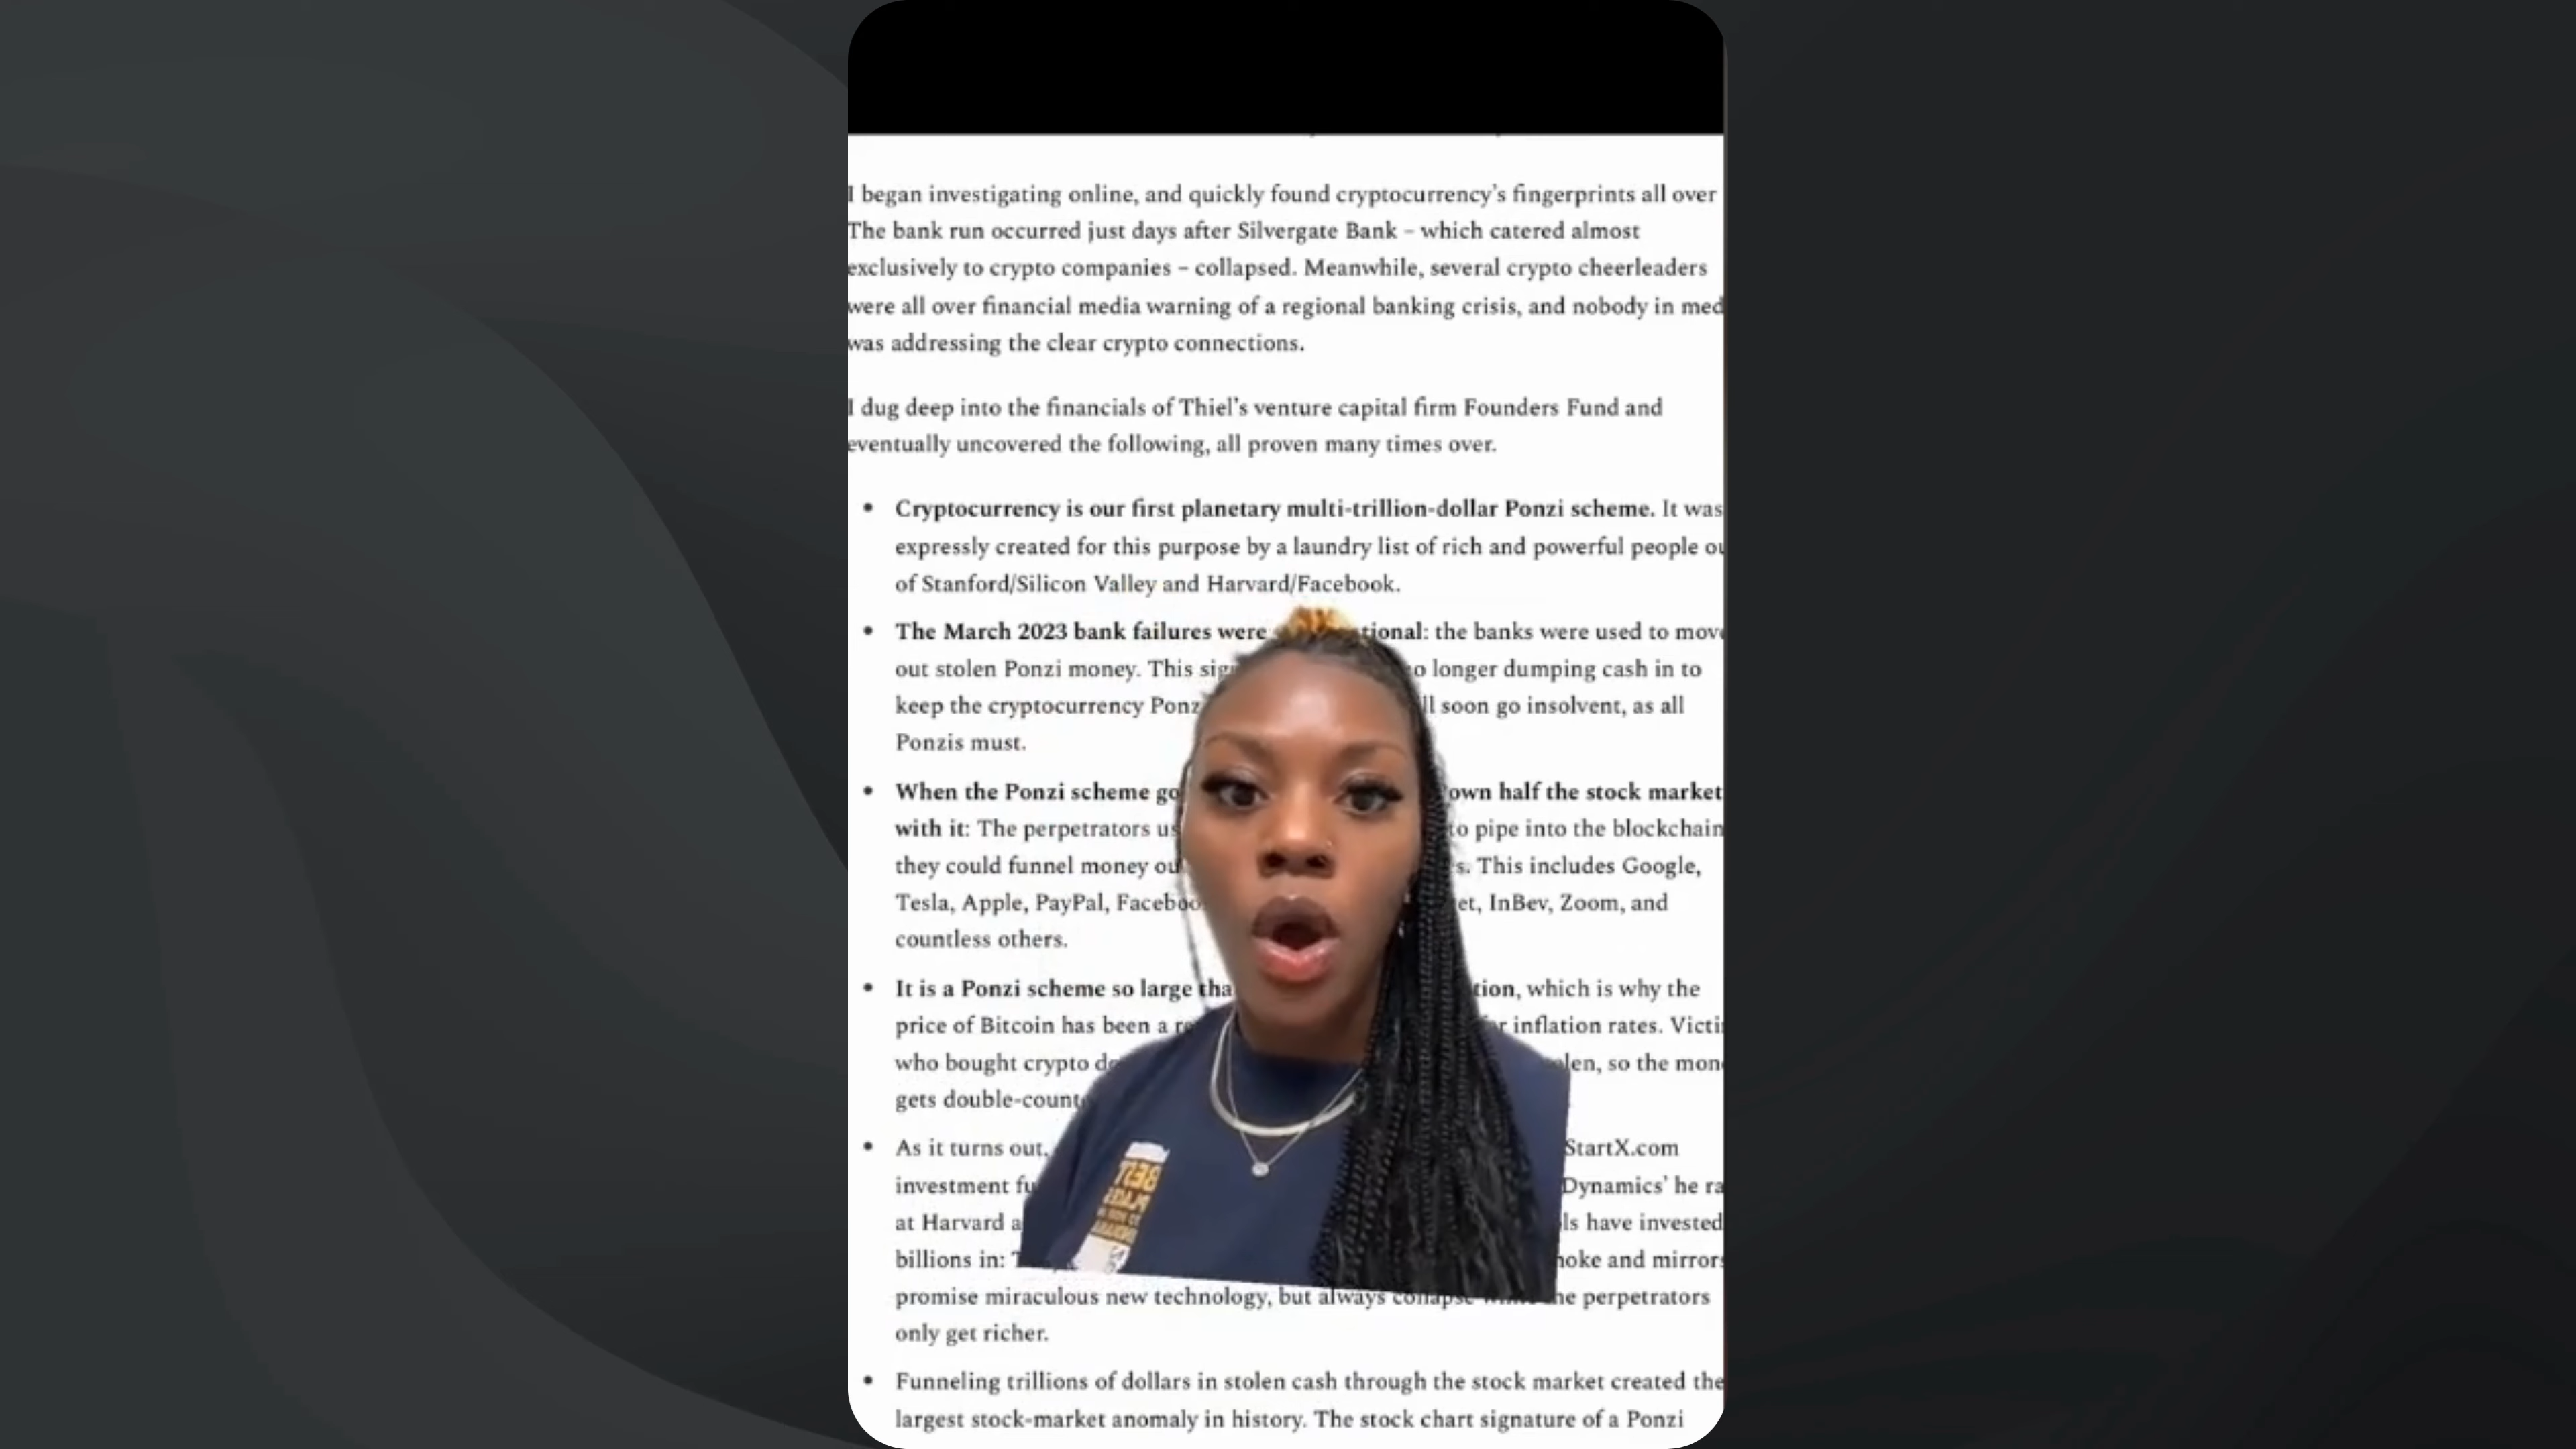 I began investigating online, and quickly found cryptocurrency's fingerprints all over
The bank run occurred just days after Silvergate Bank – which catered almost
exclusively to crypto companies – collapsed. Meanwhile, several crypto cheerleaders
were all over financial media warning of a regional banking crisis, and nobody in med
was addressing the clear crypto connections.
I dug deep into the financials of Thiel's venture capital firm Founders Fund and
eventually uncovered the following, all proven many times over.
• Cryptocurrency is our first planetary multi-trillion-dollar Ponzi scheme. It was
expressly created for this purpose by a laundry list of rich and powerful people ou
of Stanford/Silicon Valley and Harvard/Facebook.
• The March 2023 bank failures were tional: the banks were used to move
out stolen Ponzi money. This sig o longer dumping cash in to
keep the cryptocurrency Ponz ll soon go insolvent, as all
Ponzis must.
• When the Ponzi scheme go own half the stock market
with it: The perpetrators us to pipe into the blockchain
they could funnel money ou s. This includes Google,
Tesla, Apple, PayPal, Faceboo et, InBev, Zoom, and
countless others.
• It is a Ponzi scheme so large tha tion, which is why the
price of Bitcoin has been a r inflation rates. Victi
who bought crypto d len, so the mon
gets double-count
• As it turns out, StartX.com
investment fu Dynamics' he ra
at Harvard a ls have invested
billions in: oke and mirrors
promise miraculous new technology, but always collapse he perpetrators
only get richer.
• Funneling trillions of dollars in stolen cash through the stock market created the
largest stock-market anomaly in history. The stock chart signature of a Ponzi
BEST